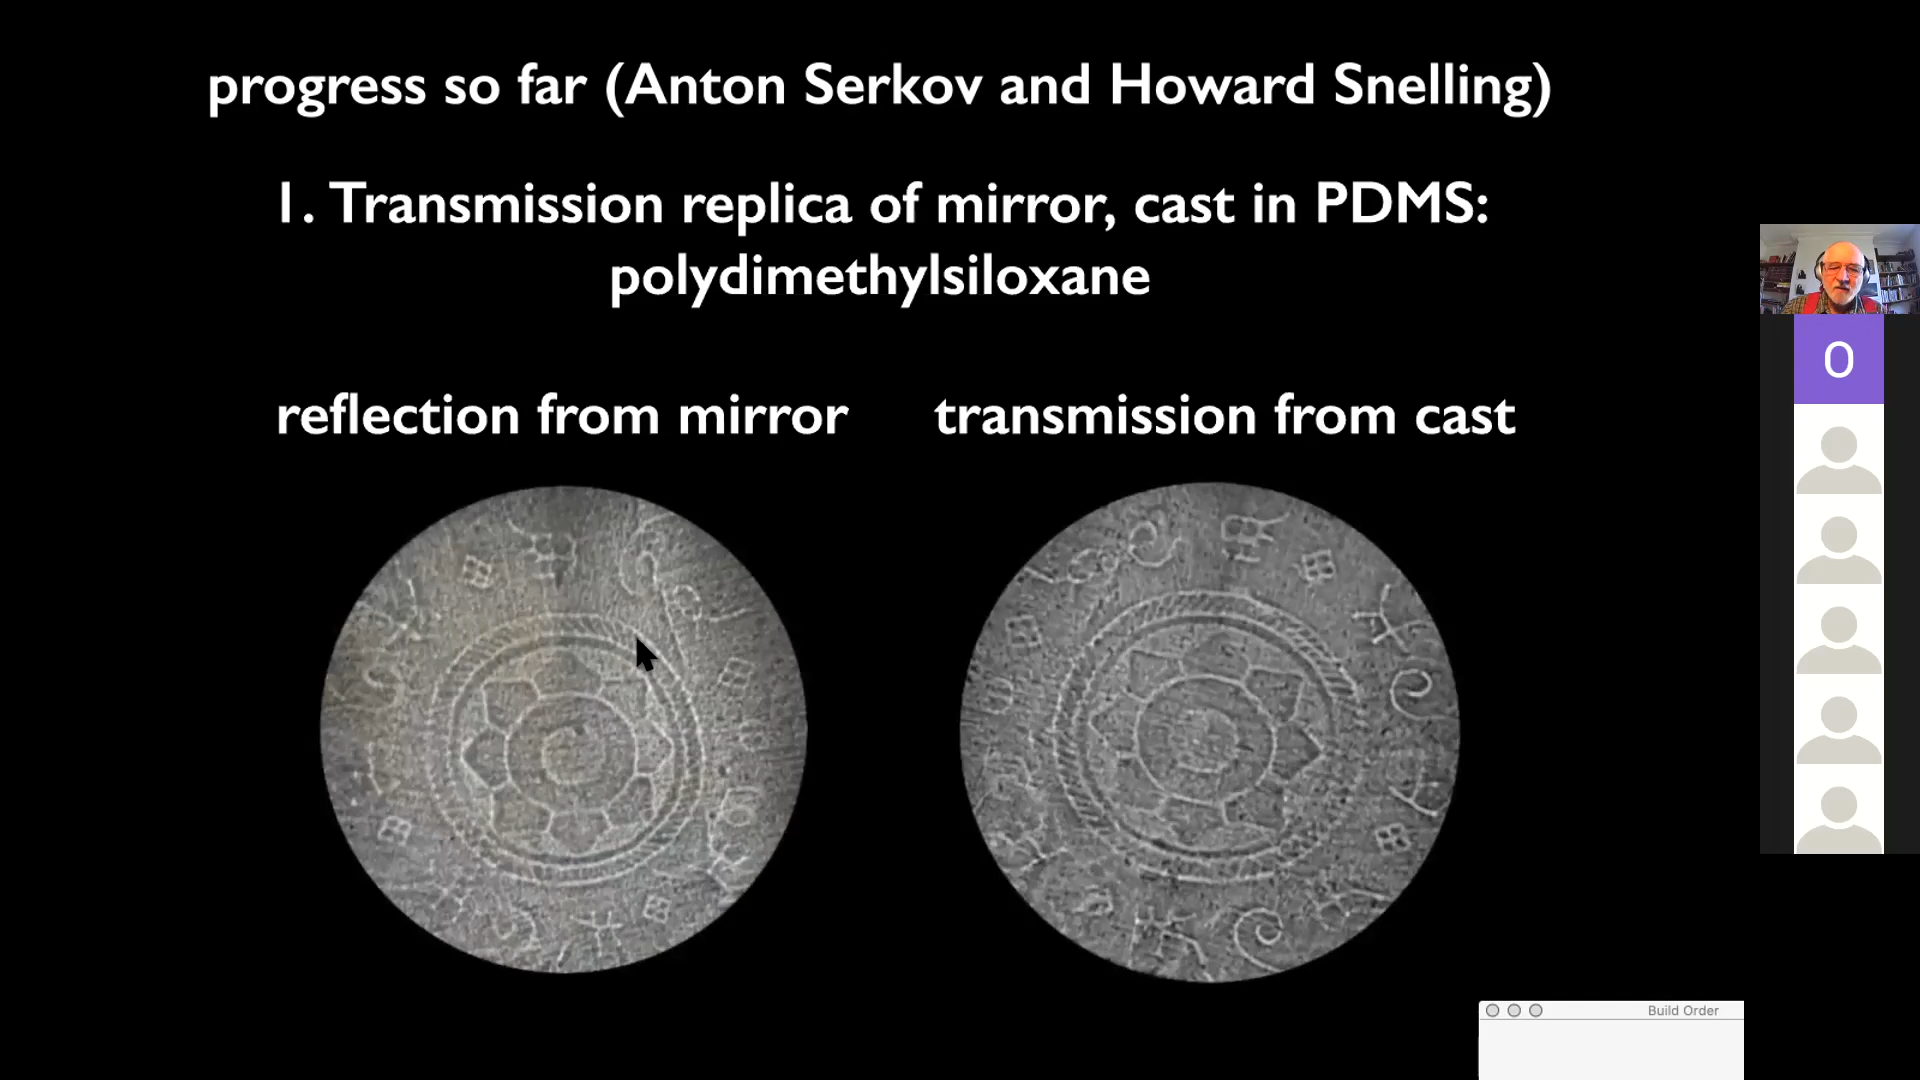 progress so far (Anton Serkov and Howard Snelling)
1. Transmission replica of mirror, cast in PDMS:
polydimethylsiloxane
reflection from mirror
transmission from cast
O
Build Order